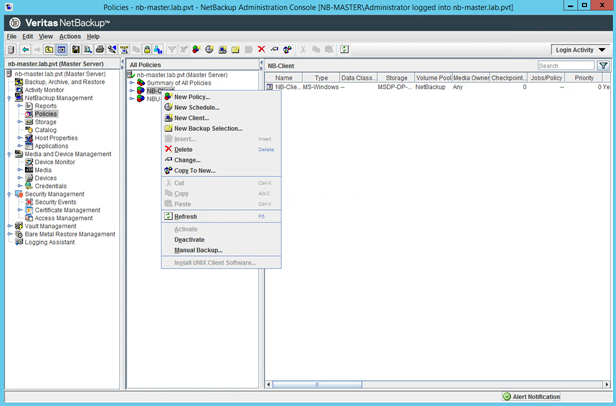 Policies - nb-master.lab.pvt - NetBackup Administration Console [NB-MASTER\Administrator logged into nb-master.lab.pvt]
Veritas NetBackup™
File Edit View Actions Help
Login Activity
nb-master.lab.pvt (Master Server)
Backup, Archive, and Restore
Activity Monitor
NetBackup Management
Reports
Policies
Storage
Catalog
Host Properties
Applications
Media and Device Management
Device Monitor
Media
Devices
Credentials
Security Management
Security Events
Certificate Management
Access Management
Vault Management
Bare Metal Restore Management
Logging Assistant
All Policies
nb-master.lab.pvt (Master Server)
Summary of All Policies
NB-Client
NBU
New Policy...
New Schedule...
New Client...
New Backup Selection...
Insert... Insert
Delete Delete
Change...
Copy To New...
Cut Ctrl-X
Copy Alt-C
Paste Ctrl-V
Refresh F5
Activate
Deactivate
Manual Backup...
Install UNIX Client Software...
NB-Client
Search
Name Type Data Class... Storage Volume Pool Media Owner Checkpoint... Jobs/Policy Priority
NB-Clie... MS-Windows -- MSDP-DP-... NetBackup Any 0 -- 0 Ye
Alert Notification